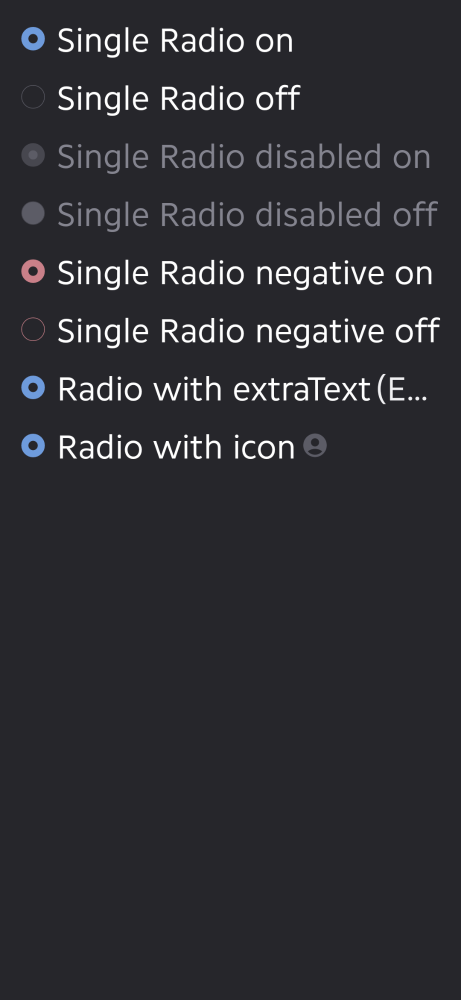 Single Radio on
Single Radio off
Single Radio disabled on
Single Radio disabled off
Single Radio negative on
Single Radio negative off
Radio with extraText (E...
Radio with icon